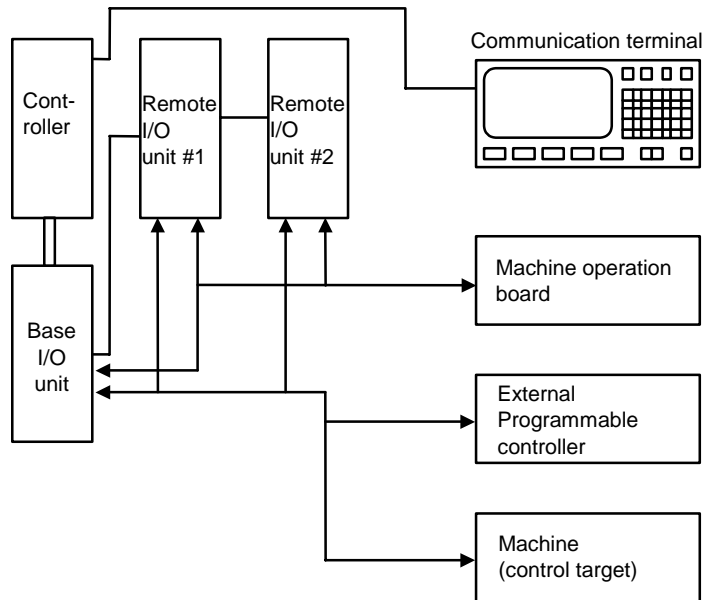 Communication terminal
Cont-
roller
Remote
I/O
unit #1
Remote
I/O
unit #2
Base
I/O
unit
Machine operation
board
External
Programmable
controller
Machine
(control target)